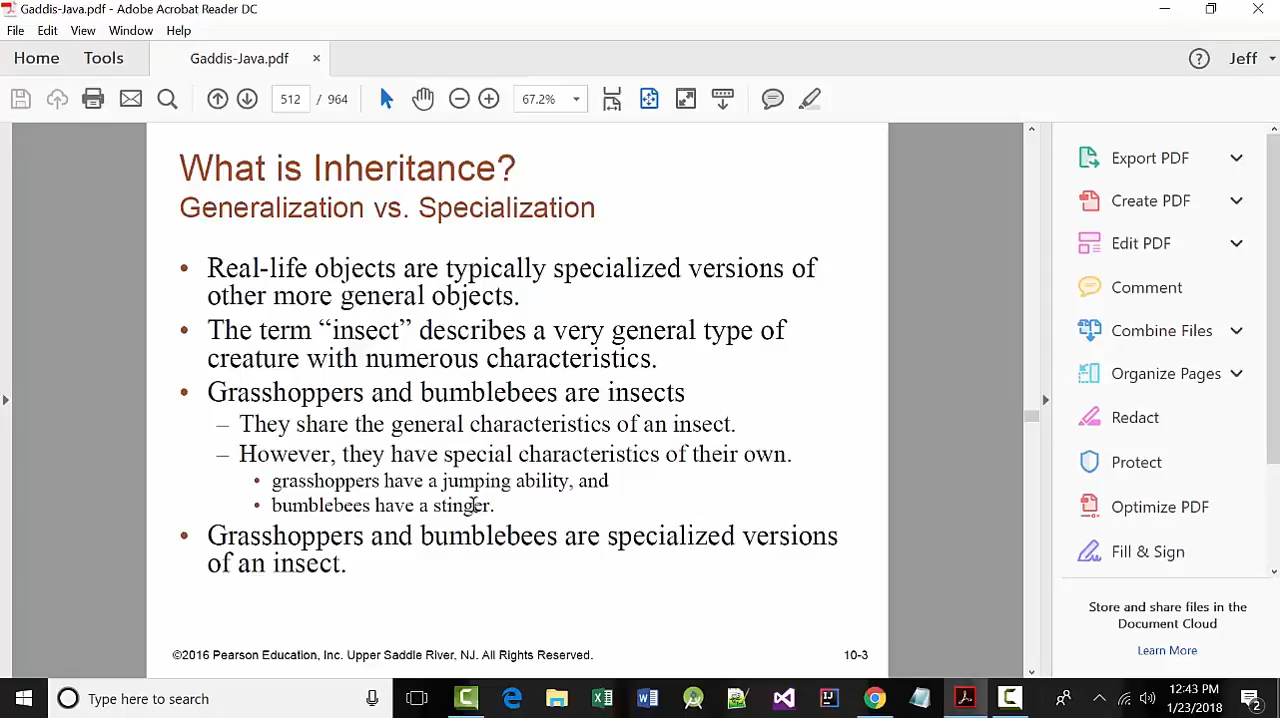 Gaddis-Java.pdf - Adobe Acrobat Reader DC
File Edit View Window Help
Home Tools Gaddis-Java.pdf × ? Jeff
512 / 964 67.2%
What is Inheritance?
Generalization vs. Specialization
• Real-life objects are typically specialized versions of
other more general objects.
• The term “insect” describes a very general type of
creature with numerous characteristics.
• Grasshoppers and bumblebees are insects
– They share the general characteristics of an insect.
– However, they have special characteristics of their own.
• grasshoppers have a jumping ability, and
• bumblebees have a stinger.
• Grasshoppers and bumblebees are specialized versions
of an insect.
©2016 Pearson Education, Inc. Upper Saddle River, NJ. All Rights Reserved. 10-3
Export PDF
Create PDF
Edit PDF
Comment
Combine Files
Organize Pages
Redact
Protect
Optimize PDF
Fill & Sign
Store and share files in the
Document Cloud
Learn More
Type here to search
12:43 PM
1/23/2018
2